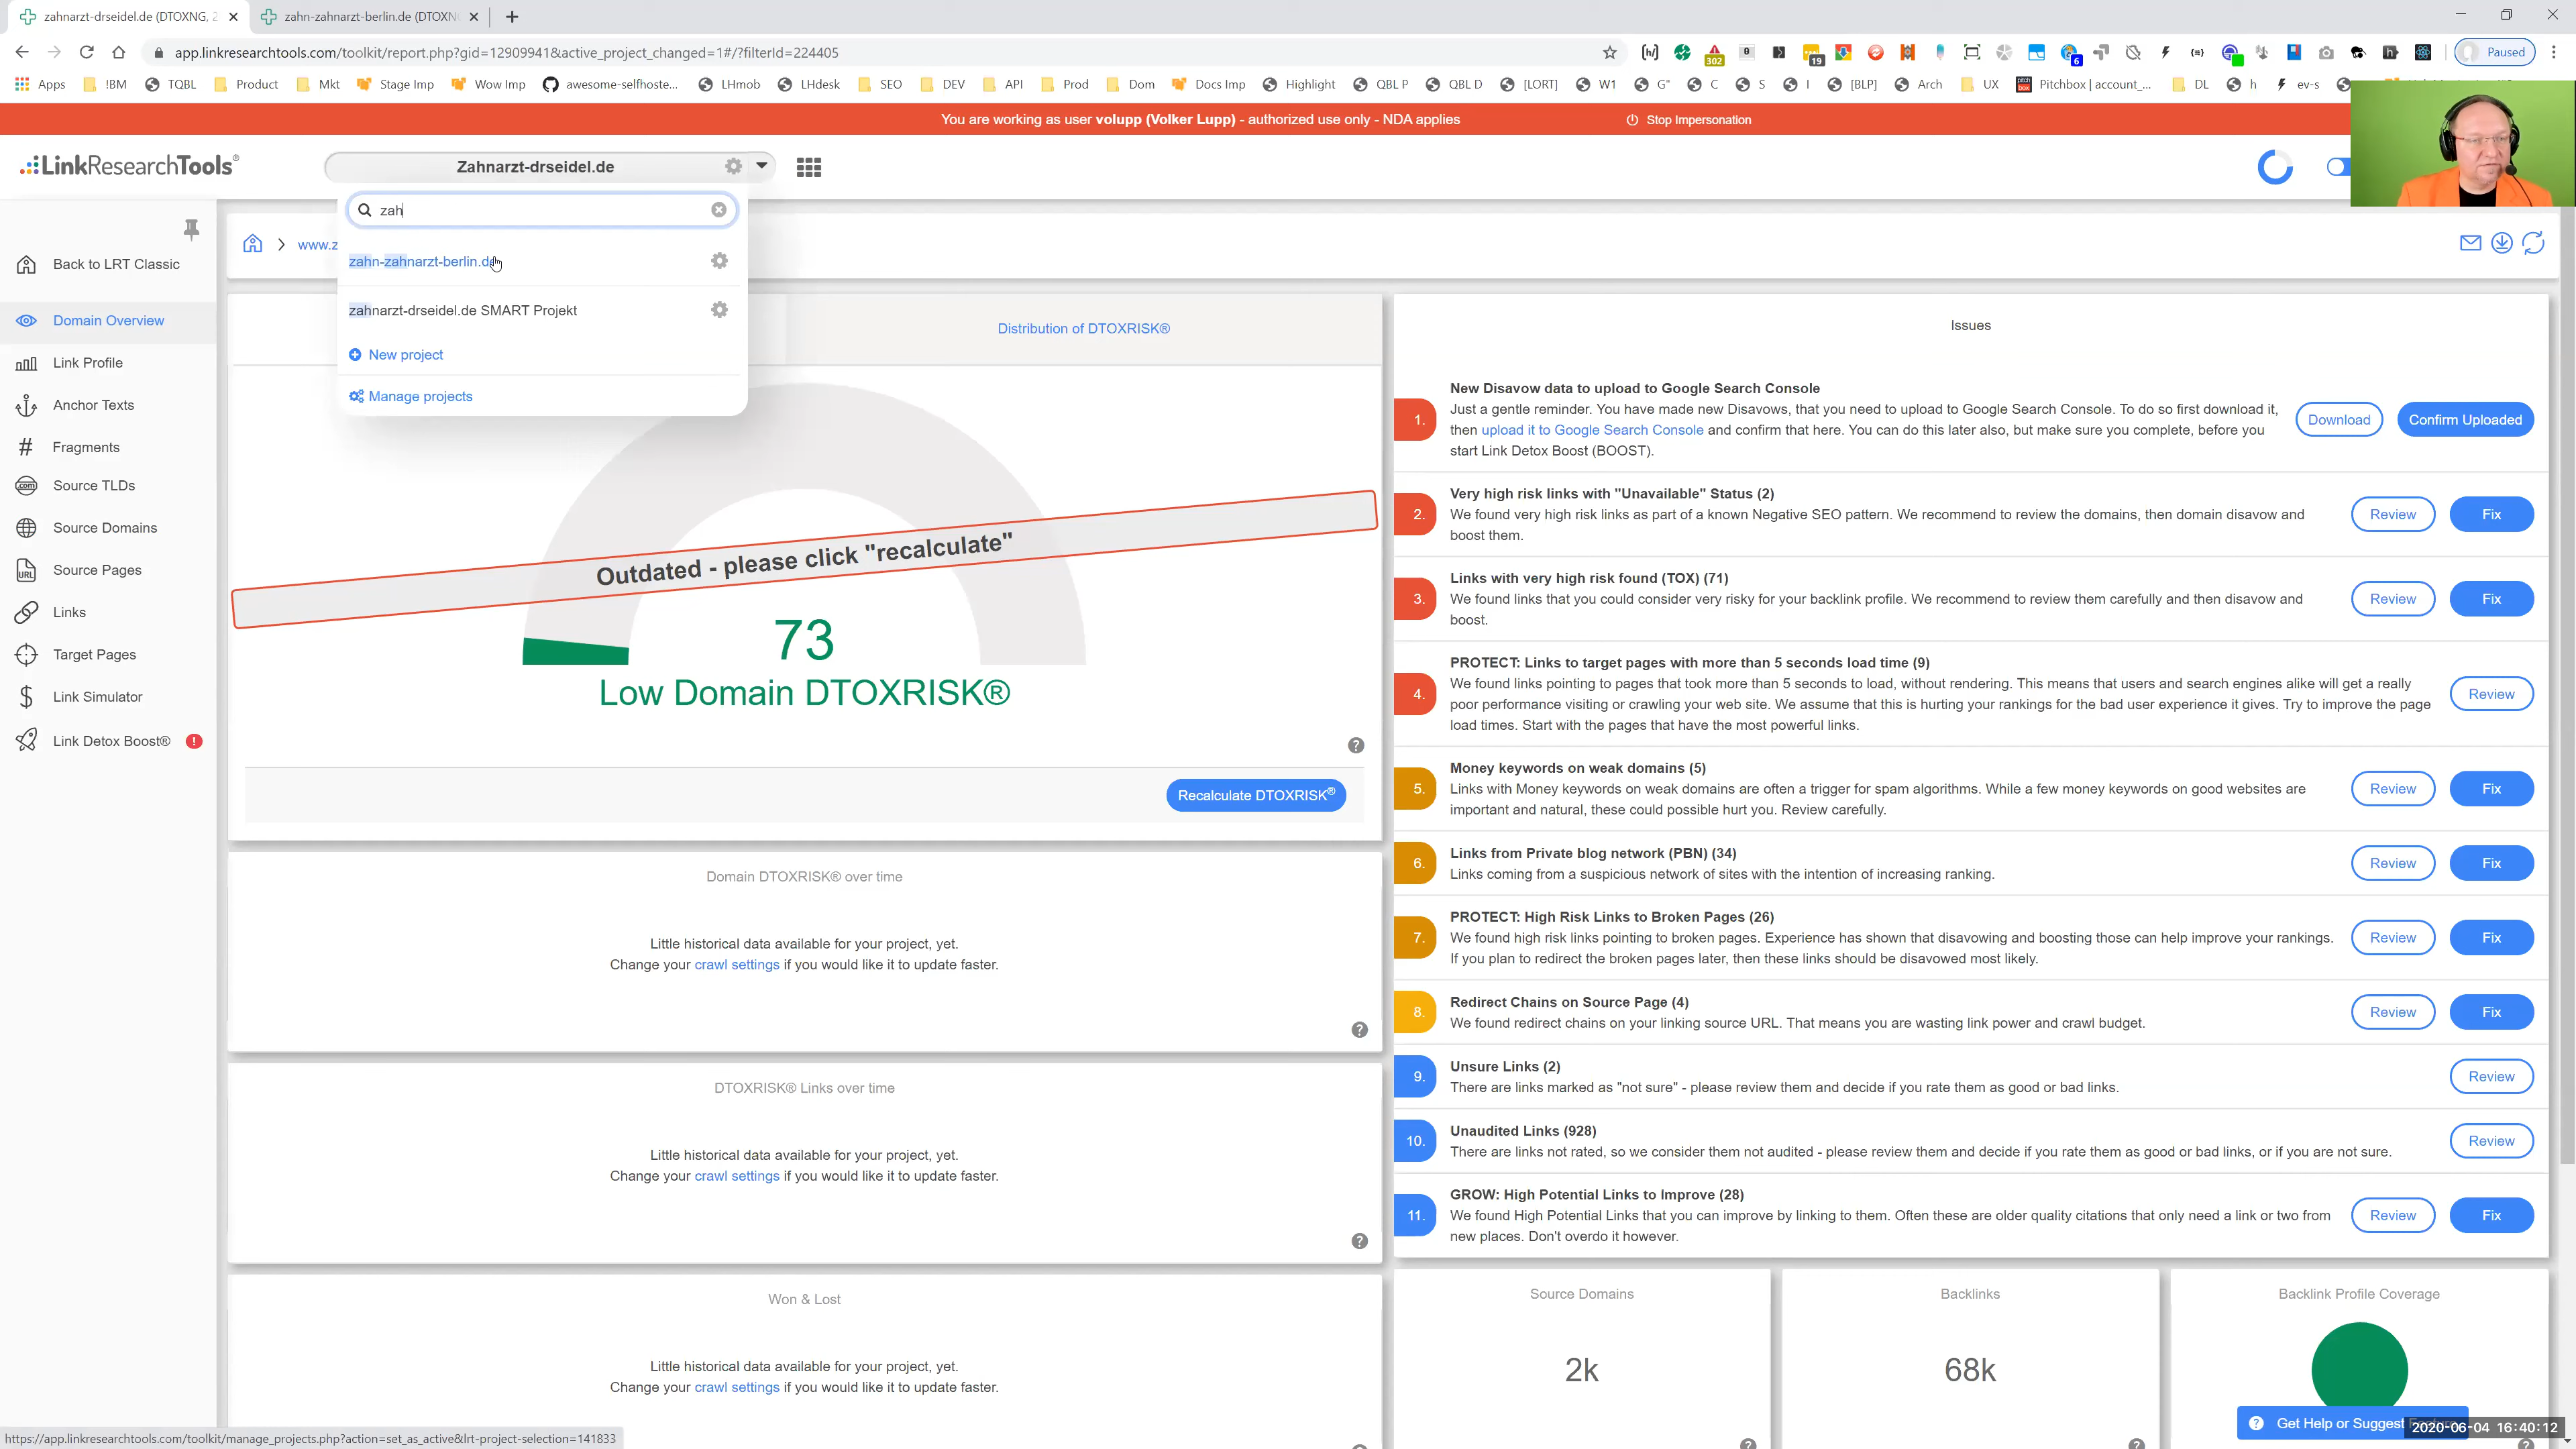 zahnarzt-drseidel.de (DTOXNG, 2
zahn-zahnarzt-berlin.de (DTOXN
app.linkresearchtools.com/toolkit/report.php?gid=12909941&active_project_changed=1#/?filterId=224405
302
19
6
Paused
Apps !BM TQBL Product Mkt Stage Imp Wow Imp awesome-selfhoste... LHmob LHdesk SEO DEV API Prod Dom Docs Imp Highlight QBL P QBL D [LORT] W1 G" C S I [BLP] Arch UX Pitchbox | account_... DL h ev-s
You are working as user volupp (Volker Lupp) - authorized use only - NDA applies
Stop Impersonation
LinkResearchTools®
Zahnarzt-drseidel.de
zah
zahn-zahnarzt-berlin.de
zahnarzt-drseidel.de SMART Projekt
New project
Manage projects
www.z
Back to LRT Classic
Domain Overview
Link Profile
Anchor Texts
Fragments
Source TLDs
Source Domains
Source Pages
Links
Target Pages
Link Simulator
Link Detox Boost®
Distribution of DTOXRISK®
Outdated - please click "recalculate"
73
Low Domain DTOXRISK®
Recalculate DTOXRISK®
Domain DTOXRISK® over time
Little historical data available for your project, yet.
Change your crawl settings if you would like it to update faster.
DTOXRISK® Links over time
Little historical data available for your project, yet.
Change your crawl settings if you would like it to update faster.
Won & Lost
Little historical data available for your project, yet.
Change your crawl settings if you would like it to update faster.
Issues
1.
New Disavow data to upload to Google Search Console
Just a gentle reminder. You have made new Disavows, that you need to upload to Google Search Console. To do so first download it,
then upload it to Google Search Console and confirm that here. You can do this later also, but make sure you complete, before you
start Link Detox Boost (BOOST).
Download
Confirm Uploaded
2.
Very high risk links with "Unavailable" Status (2)
We found very high risk links as part of a known Negative SEO pattern. We recommend to review the domains, then domain disavow and
boost them.
Review
Fix
3.
Links with very high risk found (TOX) (71)
We found links that you could consider very risky for your backlink profile. We recommend to review them carefully and then disavow and
boost.
Review
Fix
4.
PROTECT: Links to target pages with more than 5 seconds load time (9)
We found links pointing to pages that took more than 5 seconds to load, without rendering. This means that users and search engines alike will get a really
poor performance visiting or crawling your web site. We assume that this is hurting your rankings for the bad user experience it gives. Try to improve the page
load times. Start with the pages that have the most powerful links.
Review
5.
Money keywords on weak domains (5)
Links with Money keywords on weak domains are often a trigger for spam algorithms. While a few money keywords on good websites are
important and natural, these could possible hurt you. Review carefully.
Review
Fix
6.
Links from Private blog network (PBN) (34)
Links coming from a suspicious network of sites with the intention of increasing ranking.
Review
Fix
7.
PROTECT: High Risk Links to Broken Pages (26)
We found high risk links pointing to broken pages. Experience has shown that disavowing and boosting those can help improve your rankings.
If you plan to redirect the broken pages later, then these links should be disavowed most likely.
Review
Fix
8.
Redirect Chains on Source Page (4)
We found redirect chains on your linking source URL. That means you are wasting link power and crawl budget.
Review
Fix
9.
Unsure Links (2)
There are links marked as "not sure" - please review them and decide if you rate them as good or bad links.
Review
10.
Unaudited Links (928)
There are links not rated, so we consider them not audited - please review them and decide if you rate them as good or bad links, or if you are not sure.
Review
11.
GROW: High Potential Links to Improve (28)
We found High Potential Links that you can improve by linking to them. Often these are older quality citations that only need a link or two from
new places. Don't overdo it however.
Review
Fix
Source Domains
2k
Backlinks
68k
Backlink Profile Coverage
Get Help or Suggest
2020-06-04 16:40:12
https://app.linkresearchtools.com/toolkit/manage_projects.php?action=set_as_active&lrt-project-selection=141833